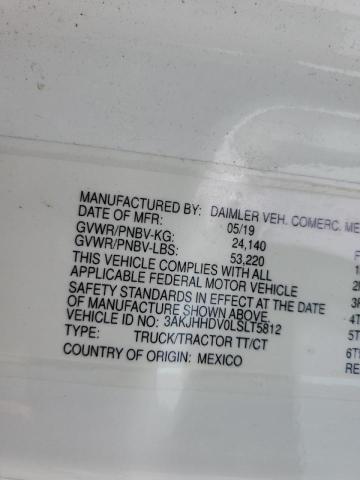 MANUFACTURED BY: DAIMLER VEH. COMERC. ME
DATE OF MFR: 05/19
GVWR/PNBV-KG: 24,140 F
GVWR/PNBV-LBS: 53,220 1
THIS VEHICLE COMPLIES WITH ALL
APPLICABLE FEDERAL MOTOR VEHICLE
SAFETY STANDARDS IN EFFECT AT THE DATE
OF MANUFACTURE SHOWN ABOVE.
VEHICLE ID NO: 3AKJHHDV0LSLT5812
TYPE: TRUCK/TRACTOR TT/CT
COUNTRY OF ORIGIN: MEXICO